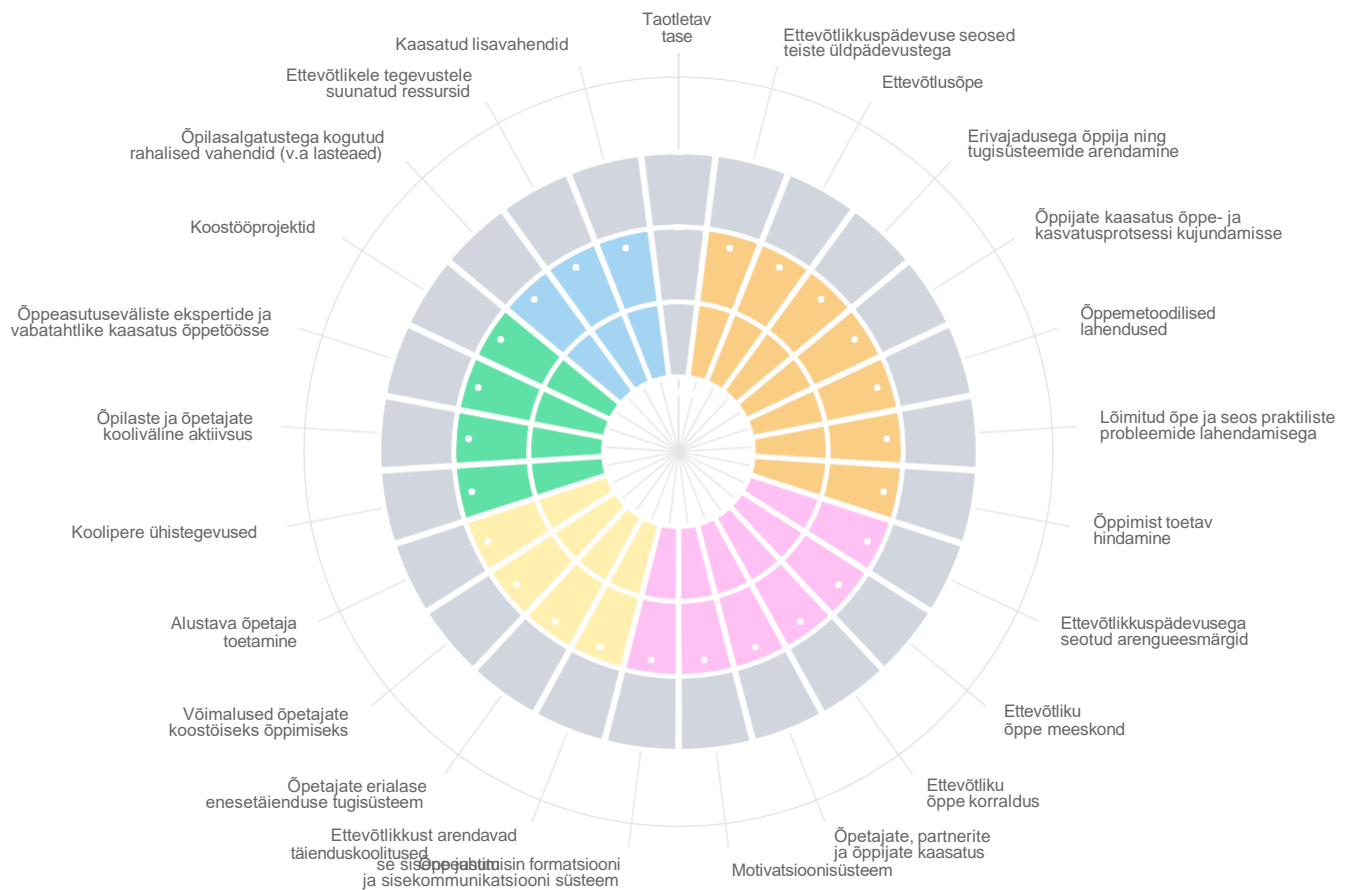 Taotletav
tase
Ettevõtlikkuspädevuse seosed
teiste üldpädevustega
Ettevõtlusõpe
Erivajadusega õppija ning
tugisüsteemide arendamine
Õppijate kaasatus õppe- ja
kasvatusprotsessi kujundamisse
Õppemetoodilised
lahendused
Lõimitud õpe ja seos praktiliste
probleemide lahendamisega
Õppimist toetav
hindamine
Ettevõtlikkuspädevusega
seotud arengueesmärgid
Ettevõtliku
õppe meeskond
Ettevõtliku
õppe korraldus
Õpetajate, partnerite
ja õppijate kaasatus
Motivatsioonisüsteem
formatsiooni
ja sisekommunikatsiooni süsteem
Ettevõtlikkust arendavad
täienduskoolitused
Õpetajate erialase
enesetäienduse tugisüsteem
Võimalused õpetajate
koostöiseks õppimiseks
Alustava õpetaja
toetamine
Koolipere ühistegevused
Õpilaste ja õpetajate
kooliväline aktiivsus
Õppeasutuseväliste ekspertide ja
vabatahtlike kaasatus õppetöösse
Koostööprojektid
Õpilasalgatustega kogutud
rahalised vahendid (v.a lasteaed)
Ettevõtlikele tegevustele
suunatud ressursid
Kaasatud lisavahendid